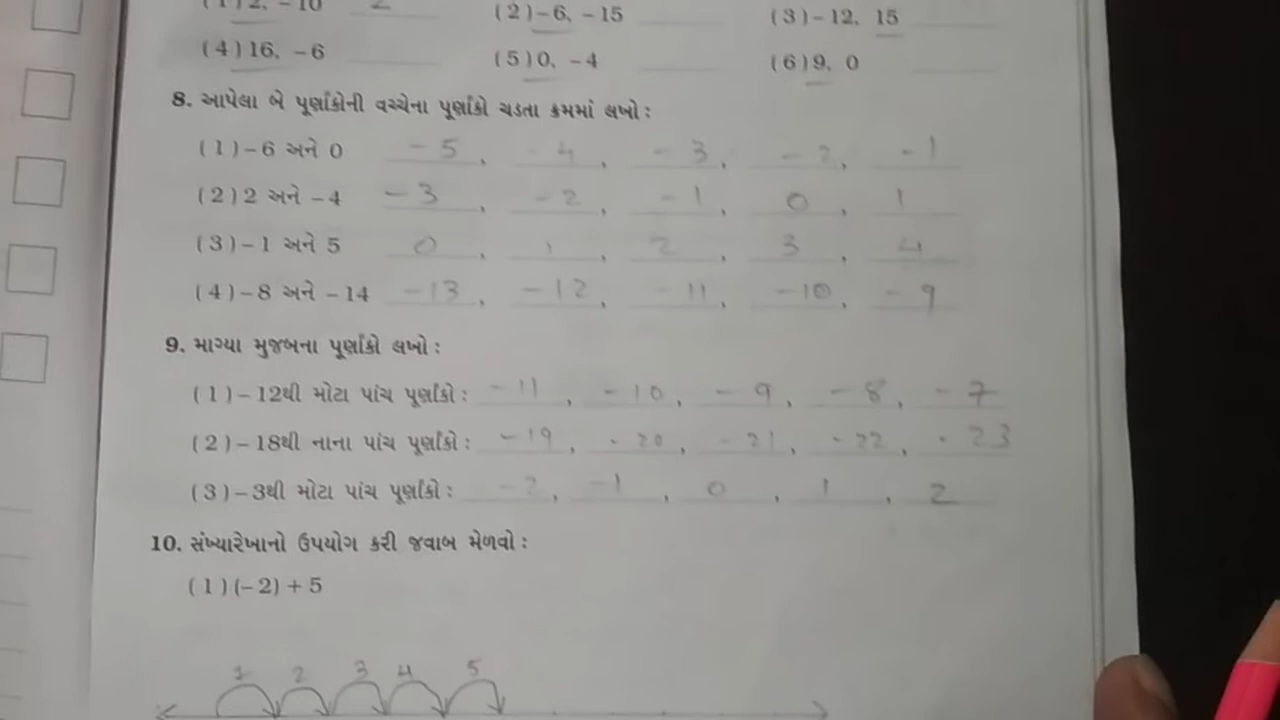 (1) 2, -10 2 (2) -6, -15 (3) -12, 15
(4) 16, -6 (5) 0, -4 (6) 9, 0
8. આપેલા બે પૂર્ણાંકોની વચ્ચેના પૂર્ણાંકો ચડતા ક્રમમાં લખો :
(1) -6 અને 0 -5, -4, -3, -2, -1
(2) 2 અને -4 -3, -2, -1, 0, 1
(3) -1 અને 5 0, 1, 2, 3, 4
(4) -8 અને -14 -13, -12, -11, -10, -9
9. માગ્યા મુજબના પૂર્ણાંકો લખો :
(1) -12થી મોટા પાંચ પૂર્ણાંકો : -11, -10, -9, -8, -7
(2) -18થી નાના પાંચ પૂર્ણાંકો : -19, -20, -21, -22, -23
(3) -3થી મોટા પાંચ પૂર્ણાંકો : -2, -1, 0, 1, 2
10. સંખ્યારેખાનો ઉપયોગ કરી જવાબ મેળવો :
(1) (-2) + 5
1 2 3 4 5